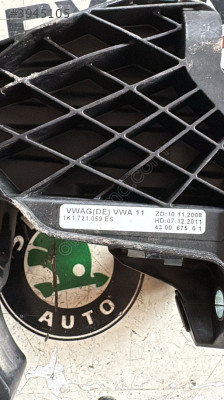 #3945105
VWAG(DE) VWA 11
ZD:10.11.2008
1K1.721.059 ES
HD:07.12.2011
43 00 675 0 1
AUTO